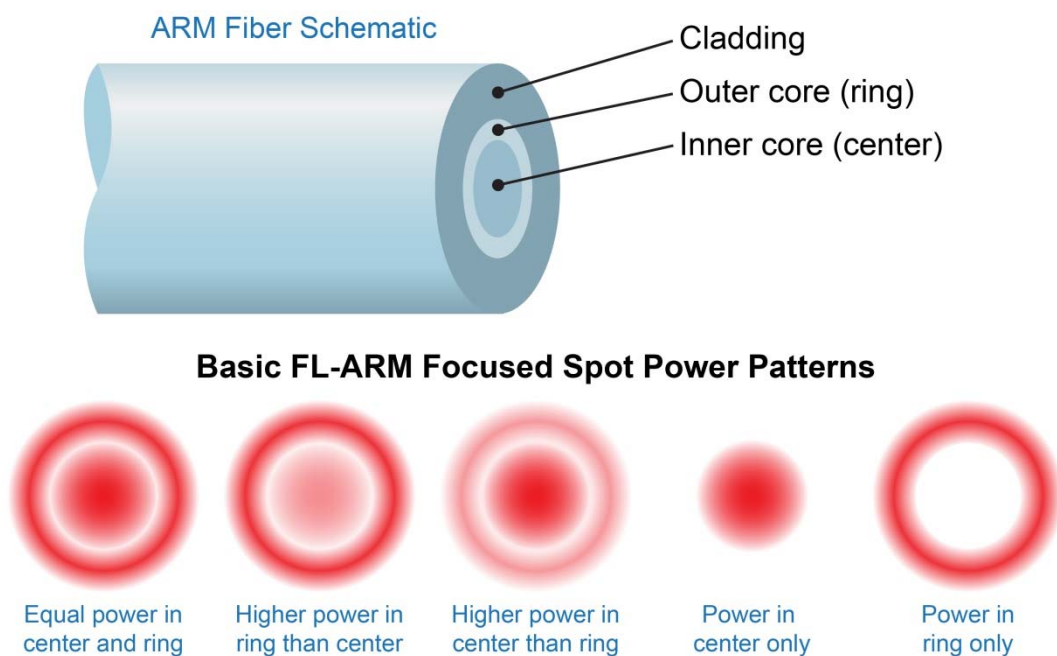 ARM Fiber Schematic
Cladding
Outer core (ring)
Inner core (center)
Basic FL-ARM Focused Spot Power Patterns
Equal power in
center and ring
Higher power in
ring than center
Higher power in
center than ring
Power in
center only
Power in
ring only